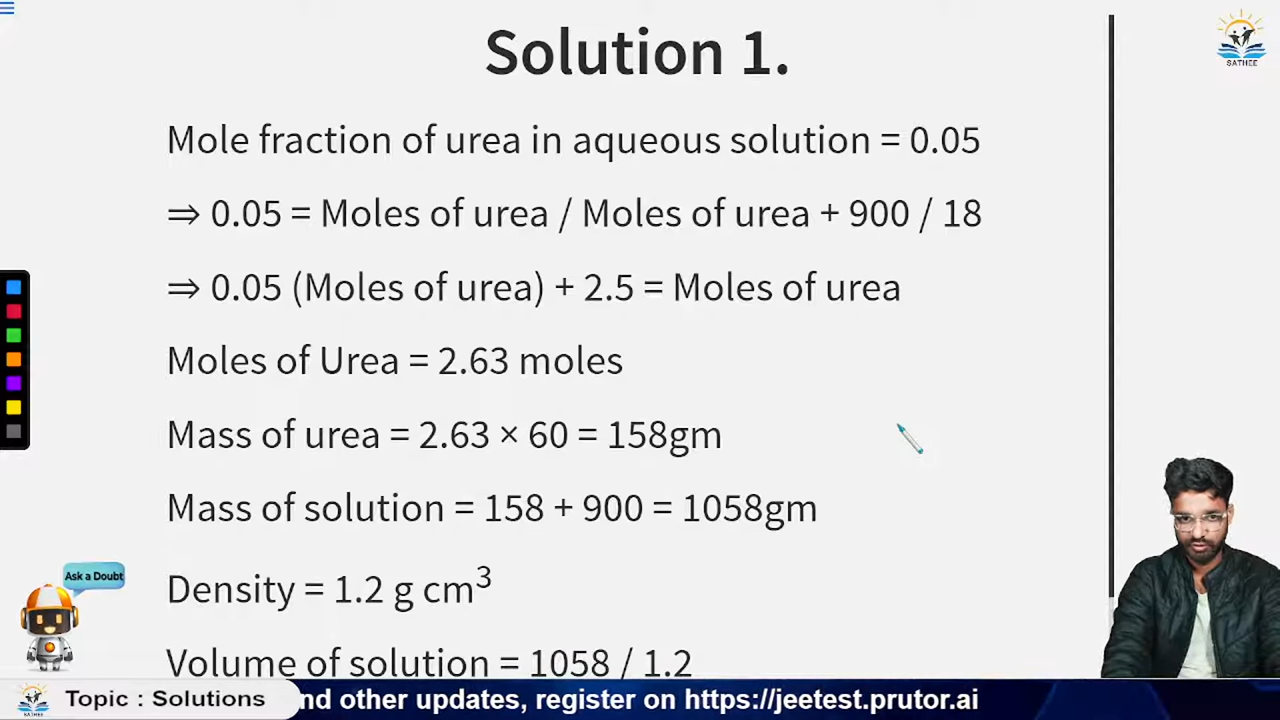 Solution 1.
SATHEE
Mole fraction of urea in aqueous solution = 0.05
⇒ 0.05 = Moles of urea / Moles of urea + 900 / 18
⇒ 0.05 (Moles of urea) + 2.5 = Moles of urea
Moles of Urea = 2.63 moles
Mass of urea = 2.63 × 60 = 158gm
Mass of solution = 158 + 900 = 1058gm
Ask a Doubt
Density = 1.2 g cm³
Volume of solution = 1058 / 1.2
Topic : Solutions
nd other updates, register on https://jeetest.prutor.ai